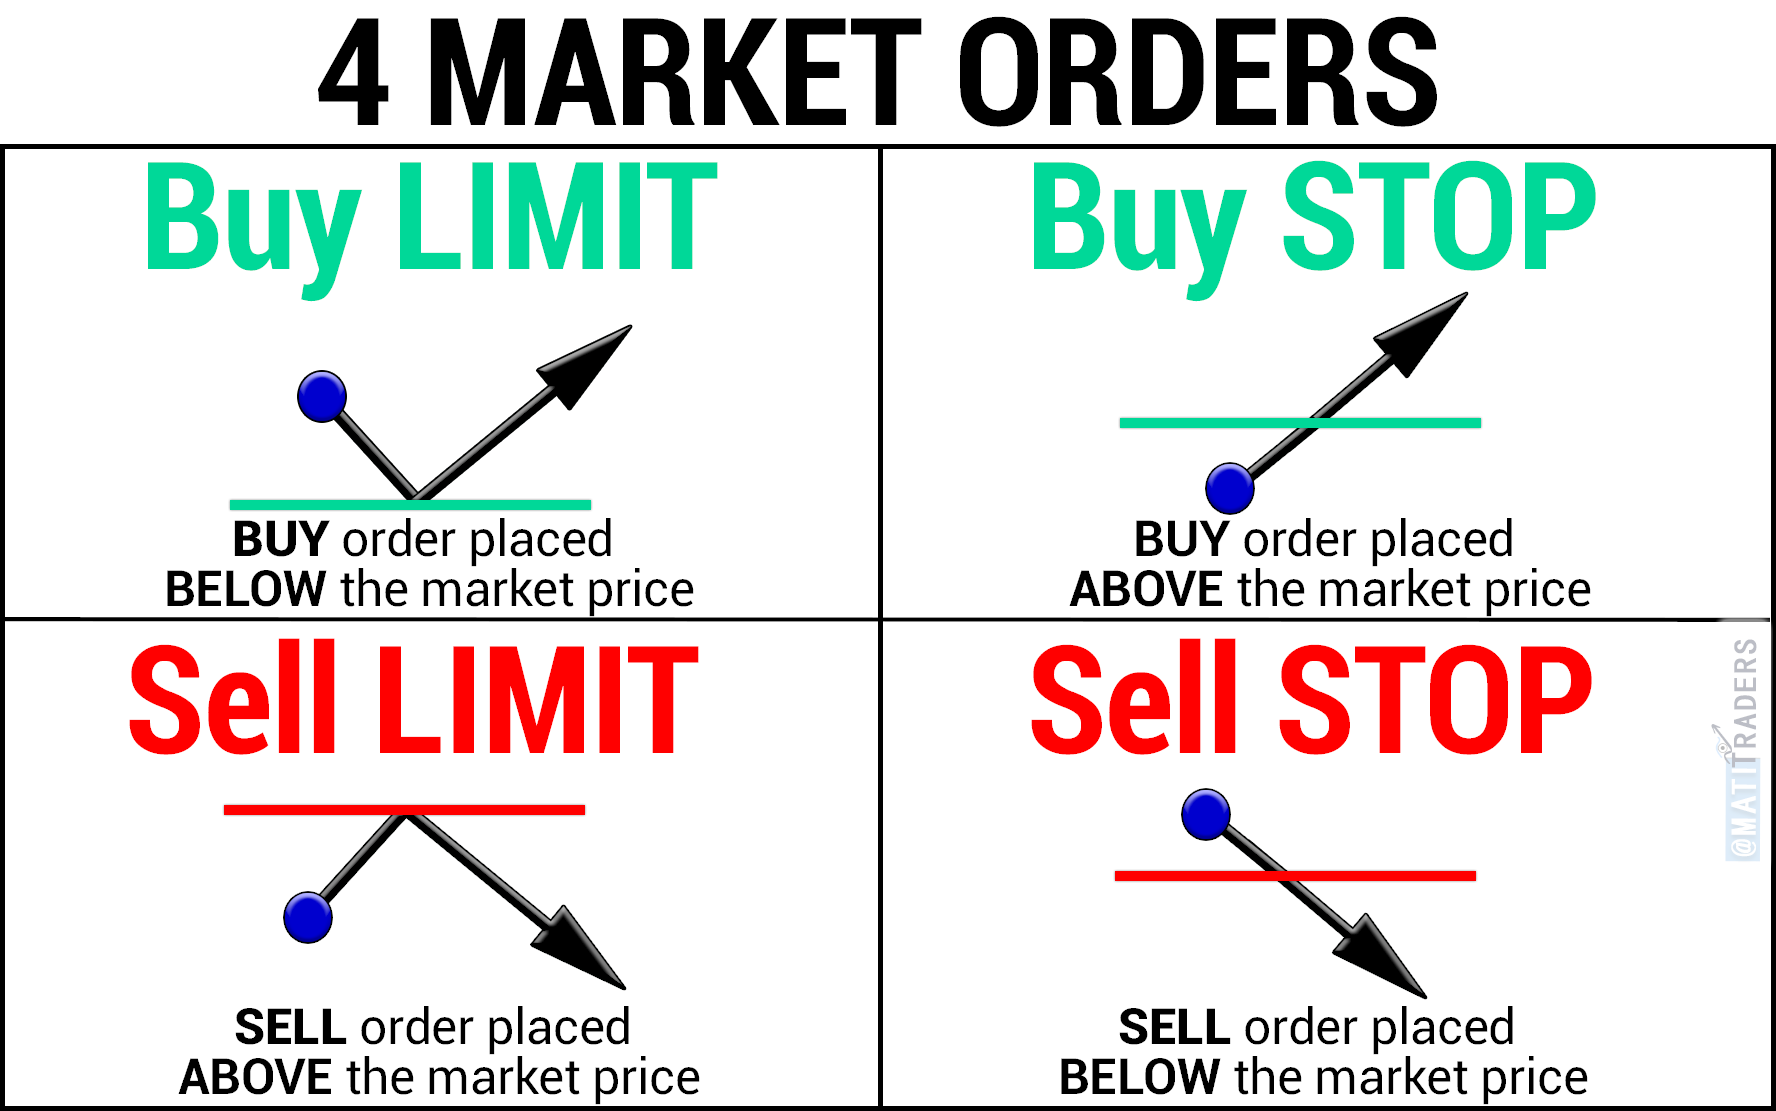 4 MARKET ORDERS
Buy LIMIT
BUY order placed
BELOW the market price
Buy STOP
BUY order placed
ABOVE the market price
Sell LIMIT
SELL order placed
ABOVE the market price
Sell STOP
SELL order placed
BELOW the market price
@MATIITRADERS